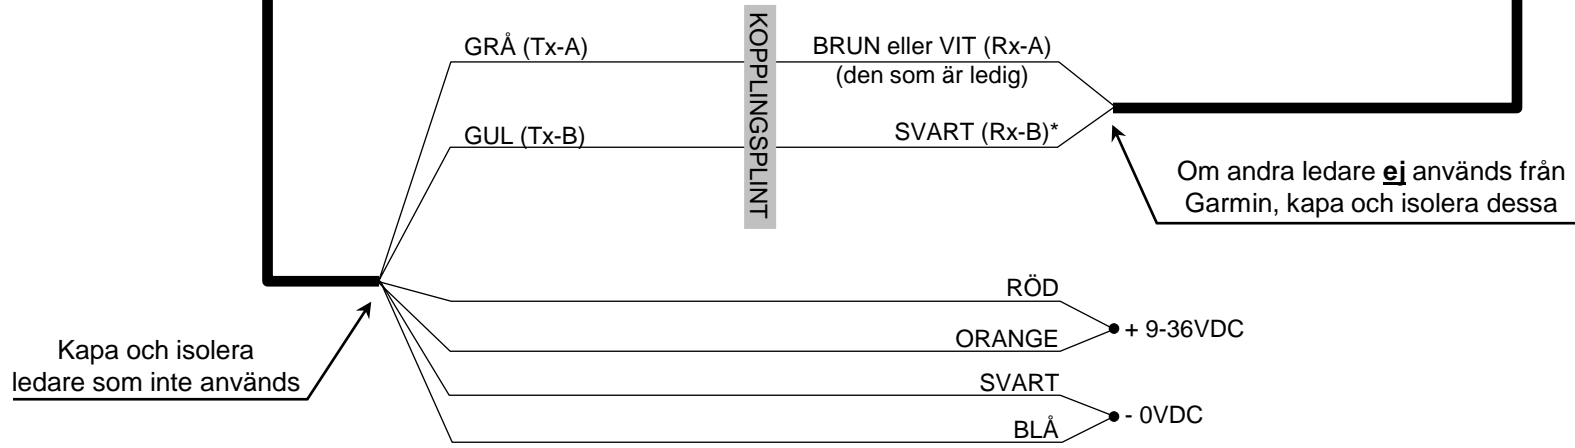 GRÅ (Tx-A)
KOPPLINGSPLINT
BRUN eller VIT (Rx-A)
(den som är ledig)
GUL (Tx-B)
SVART (Rx-B)*
Om andra ledare ej används från
Garmin, kapa och isolera dessa
RÖD
+ 9-36VDC
ORANGE
Kapa och isolera
ledare som inte används
SVART
- 0VDC
BLÅ